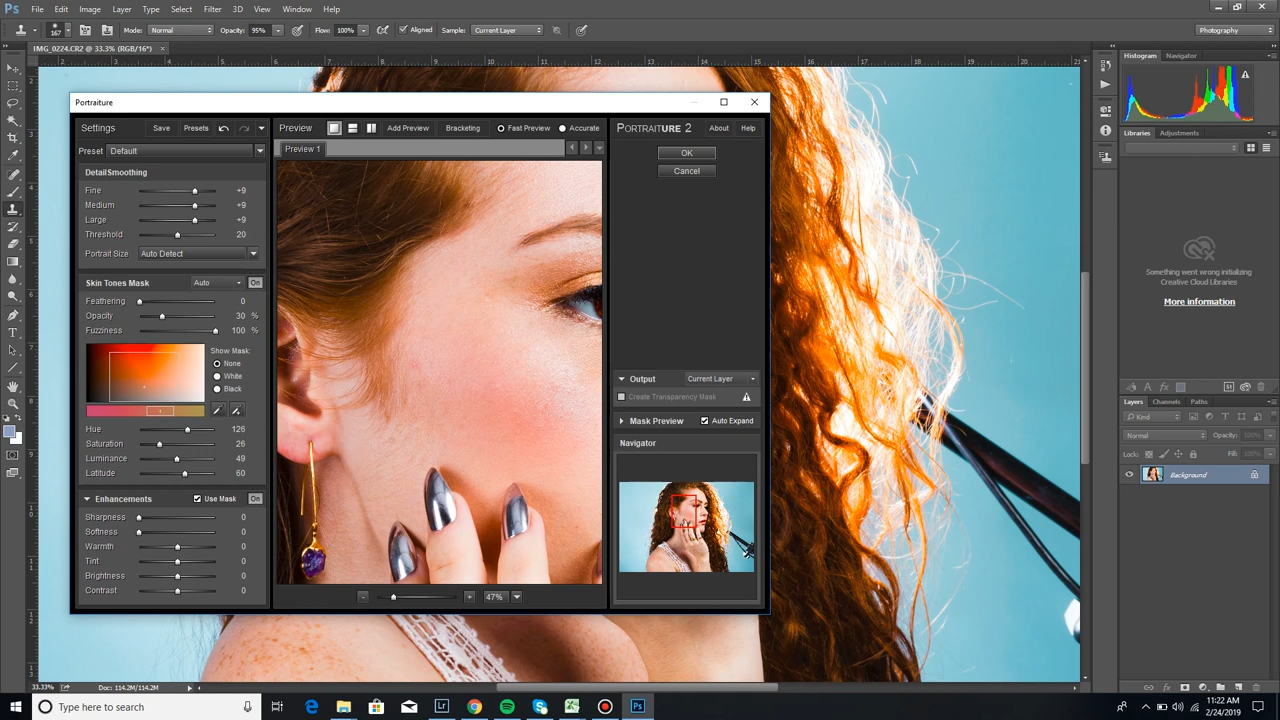 Ps File Edit Image Layer Type Select Filter 3D View Window Help
167 Mode: Normal Opacity: 95% Flow: 100% Aligned Sample: Current Layer Photography
IMG_0224.CR2 @ 33.3% (RGB/16*) ×
Portraiture
Settings Save Presets
Preset Default
DetailSmoothing
Fine +9
Medium +9
Large +9
Threshold 20
Portrait Size Auto Detect
Skin Tones Mask Auto On
Feathering 0
Opacity 30 %
Fuzziness 100 %
Show Mask:
None
White
Black
Hue 126
Saturation 26
Luminance 49
Latitude 60
Enhancements Use Mask On
Sharpness 0
Softness 0
Warmth 0
Tint 0
Brightness 0
Contrast 0
Preview Add Preview Bracketing Fast Preview Accurate
Preview 1
- + 47%
PORTRAITURE 2 About Help
OK
Cancel
Output Current Layer
Create Transparency Mask
Mask Preview Auto Expand
Navigator
Histogram Navigator
Libraries Adjustments
Something went wrong initializing
Creative Cloud Libraries
More information
Layers Channels Paths
Kind
Normal Opacity: 100%
Lock: Fill: 100%
Background
33.33% Doc: 114.2M/114.2M
Type here to search
Lr
Ps
11:22 AM
2/24/2019